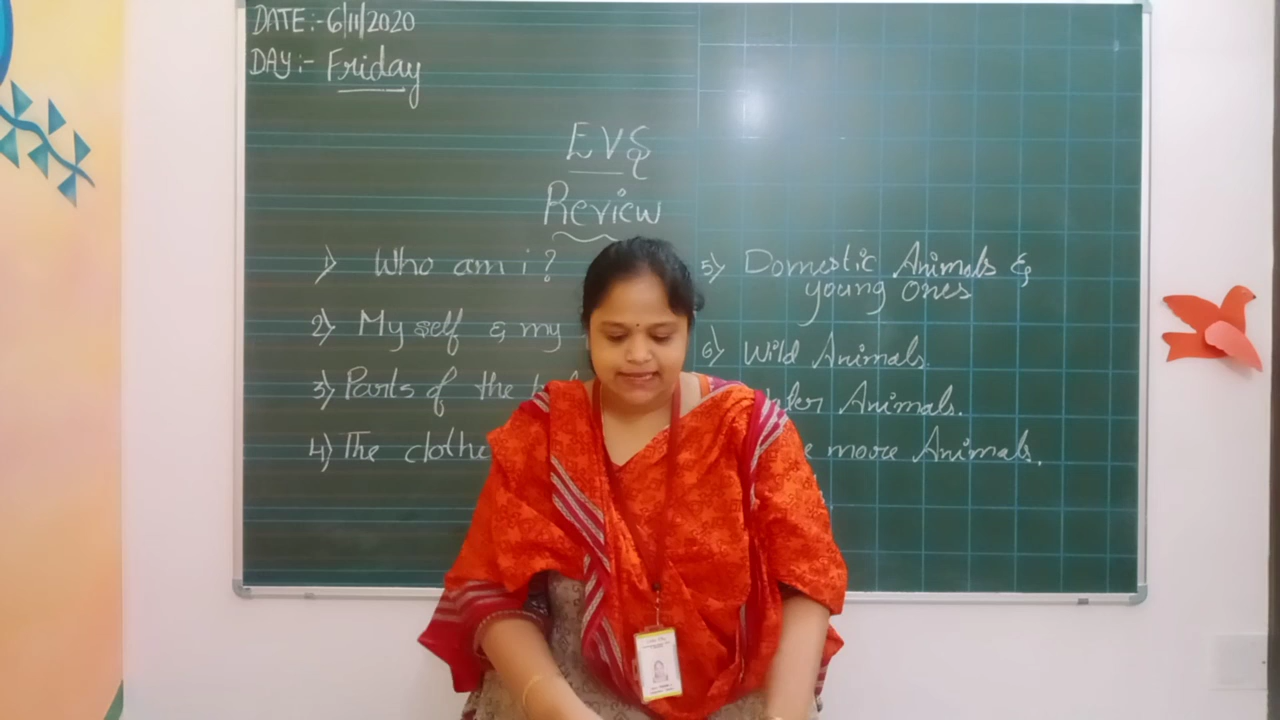 DATE:-6/11/2020
DAY:- Friday
EVS
Review
1) Who am i?
2) My self & my
3) Parts of the
4) The clothe
5) Domestic Animals &
young ones
6) Wild Animals.
Animals.
more Animals.